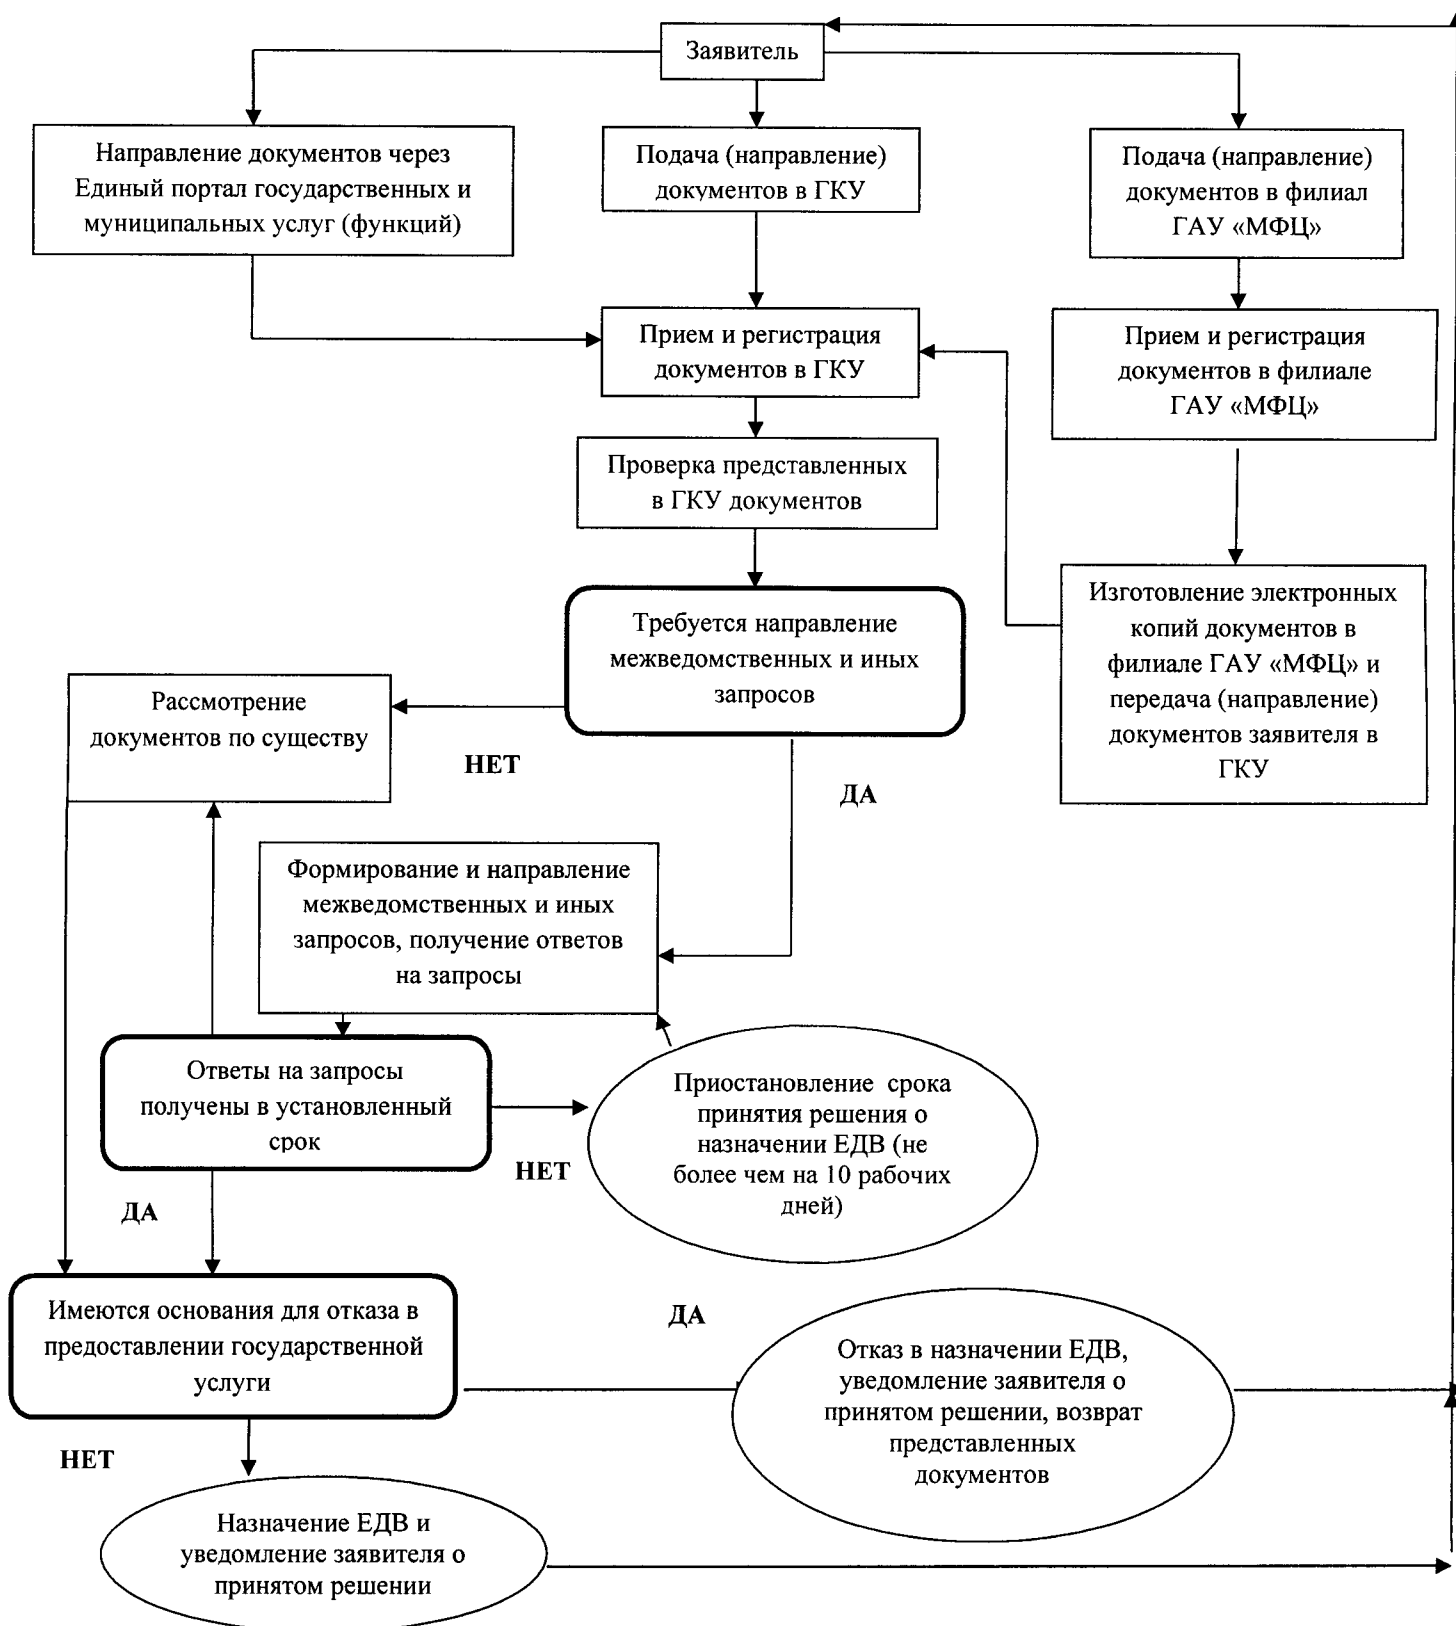 Заявитель
Направление документов через
Единый портал государственных и
муниципальных услуг (функций)
Подача (направление)
документов в ГКУ
Подача (направление)
документов в филиал
ГАУ «МФЦ»
Прием и регистрация
документов в ГКУ
Прием и регистрация
документов в филиале
ГАУ «МФЦ»
Проверка представленных
в ГКУ документов
Изготовление электронных
копий документов в
филиале ГАУ «МФЦ» и
передача (направление)
документов заявителя в
ГКУ
Требуется направление
межведомственных и иных
запросов
Рассмотрение
документов по существу
НЕТ
ДА
Формирование и направление
межведомственных и иных
запросов, получение ответов
на запросы
Ответы на запросы
получены в установленный
срок
НЕТ
Приостановление срока
принятия решения о
назначении ЕДВ (не
более чем на 10 рабочих
дней)
ДА
Имеются основания для отказа в
предоставлении государственной
услуги
ДА
Отказ в назначении ЕДВ,
уведомление заявителя о
принятом решении, возврат
представленных
документов
НЕТ
Назначение ЕДВ и
уведомление заявителя о
принятом решении